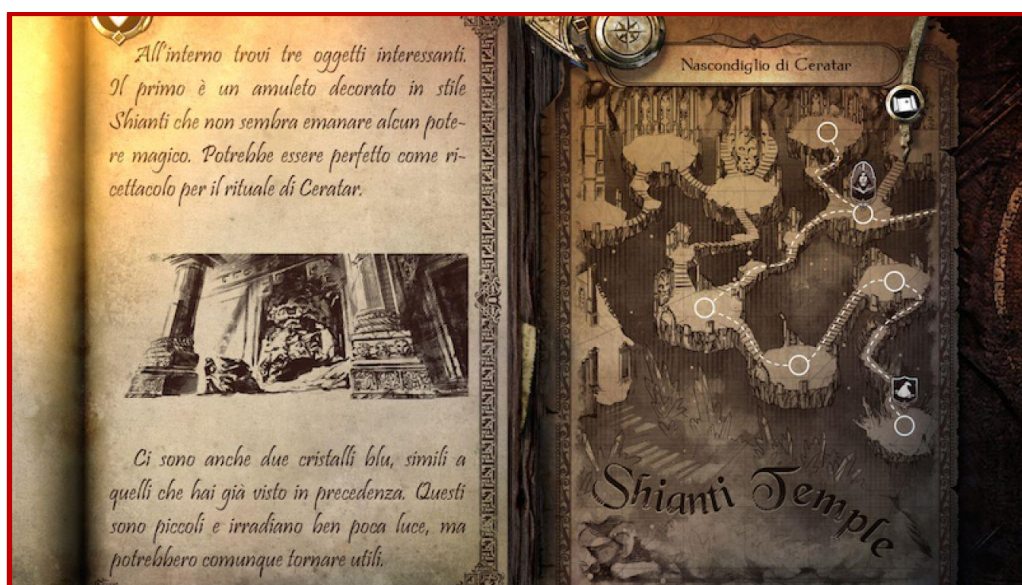 All'interno trovi tre oggetti interessanti.
Il primo è un amuleto decorato in stile
Shianti che non sembra emanare alcun pote-
re magico. Potrebbe essere perfetto come ri-
cettacolo per il rituale di Ceratar.
Ci sono anche due cristalli blu, simili a
quelli che hai già visto in precedenza. Questi
sono piccoli e irradiano ben poca luce, ma
potrebbero comunque tornare utili.
Nascondiglio di Ceratar
Shianti Temple